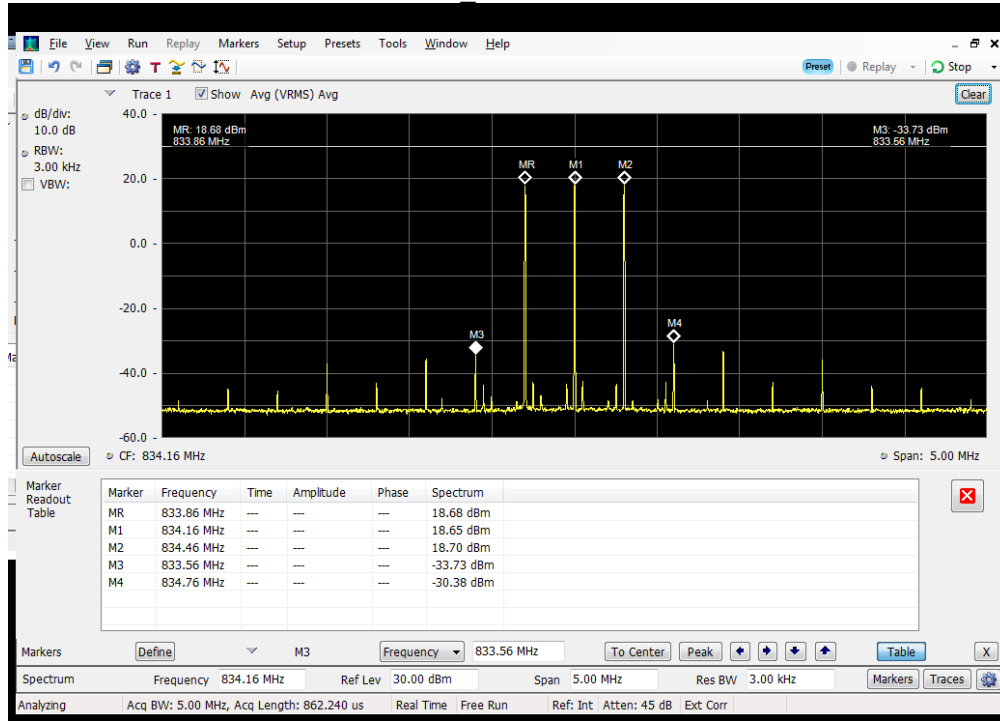 File View Run Replay Markers Setup Presets Tools Window Help
T Preset Replay Stop
Trace 1 Show Avg (VRMS) Avg Clear
dB/div:
10.0 dB
RBW:
3.00 kHz
VBW:
40.0
20.0
0.0
-20.0
-40.0
-60.0
MR: 18.68 dBm
833.86 MHz
M3: -33.73 dBm
833.56 MHz
MR M1 M2
M3 M4
Autoscale CF: 834.16 MHz Span: 5.00 MHz
Marker
Readout
Table
Marker Frequency Time Amplitude Phase Spectrum
MR 833.86 MHz --- --- --- 18.68 dBm
M1 834.16 MHz --- --- --- 18.65 dBm
M2 834.46 MHz --- --- --- 18.70 dBm
M3 833.56 MHz --- --- --- -33.73 dBm
M4 834.76 MHz --- --- --- -30.38 dBm
Markers Define M3 Frequency 833.56 MHz To Center Peak Table X
Spectrum Frequency 834.16 MHz Ref Lev 30.00 dBm Span 5.00 MHz Res BW 3.00 kHz Markers Traces
Analyzing Acq BW: 5.00 MHz, Acq Length: 862.240 us Real Time Free Run Ref: Int Atten: 45 dB Ext Corr